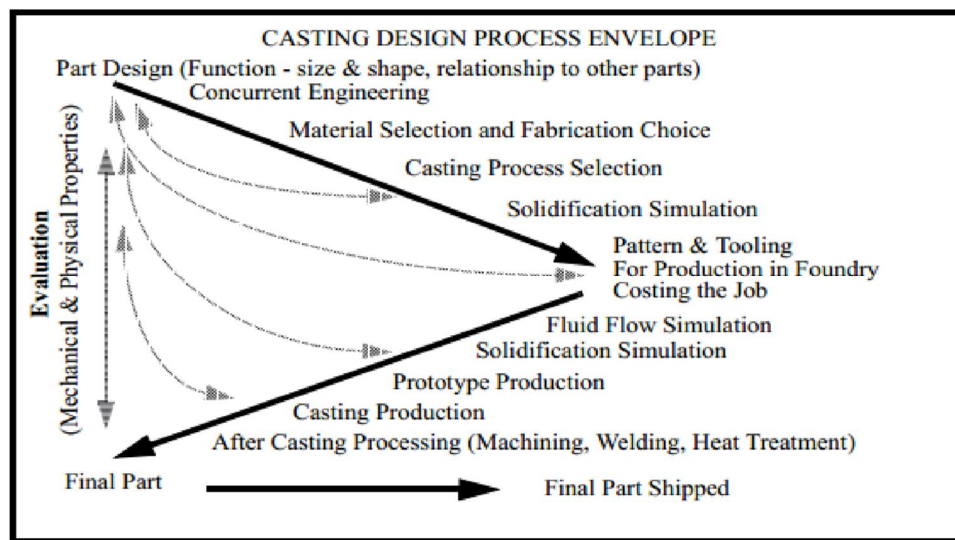 CASTING DESIGN PROCESS ENVELOPE
Part Design (Function - size & shape, relationship to other parts)
Concurrent Engineering
Material Selection and Fabrication Choice
Casting Process Selection
Solidification Simulation
Pattern & Tooling
For Production in Foundry
Costing the Job
Fluid Flow Simulation
Solidification Simulation
Prototype Production
Casting Production
After Casting Processing (Machining, Welding, Heat Treatment)
Final Part
Final Part Shipped
Evaluation
(Mechanical & Physical Properties)